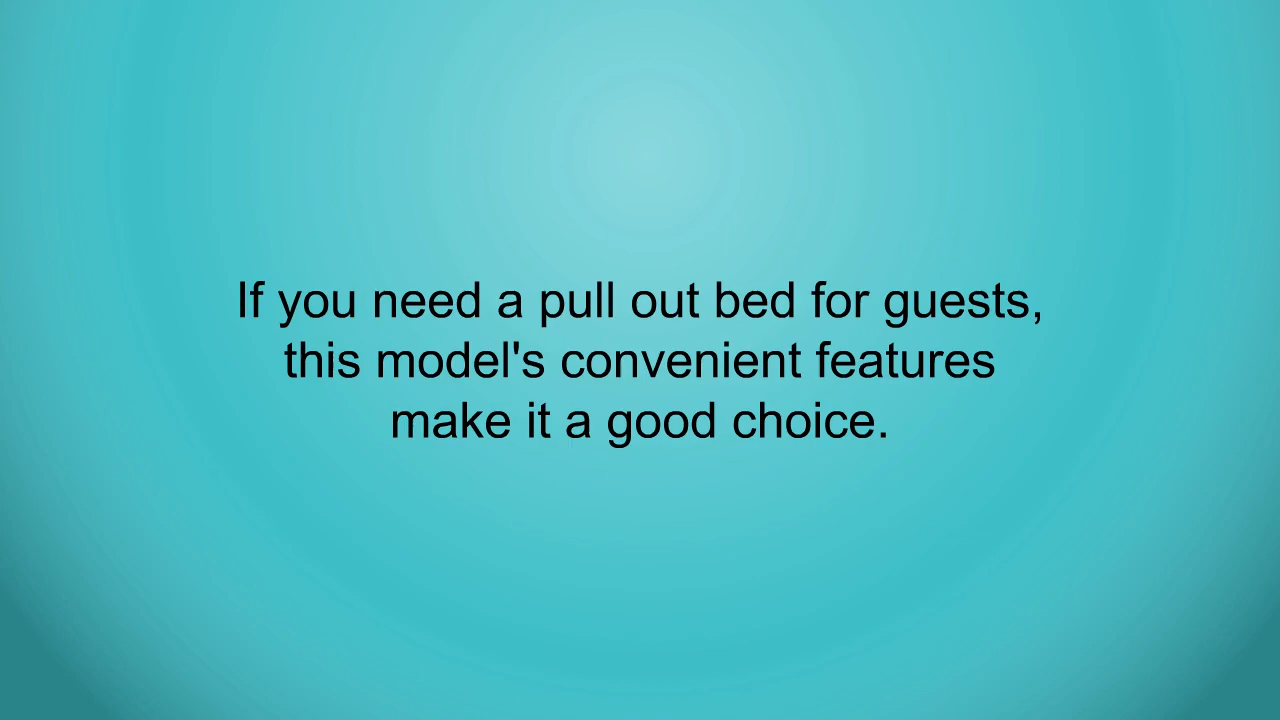 If you need a pull out bed for guests,
this model's convenient features
make it a good choice.